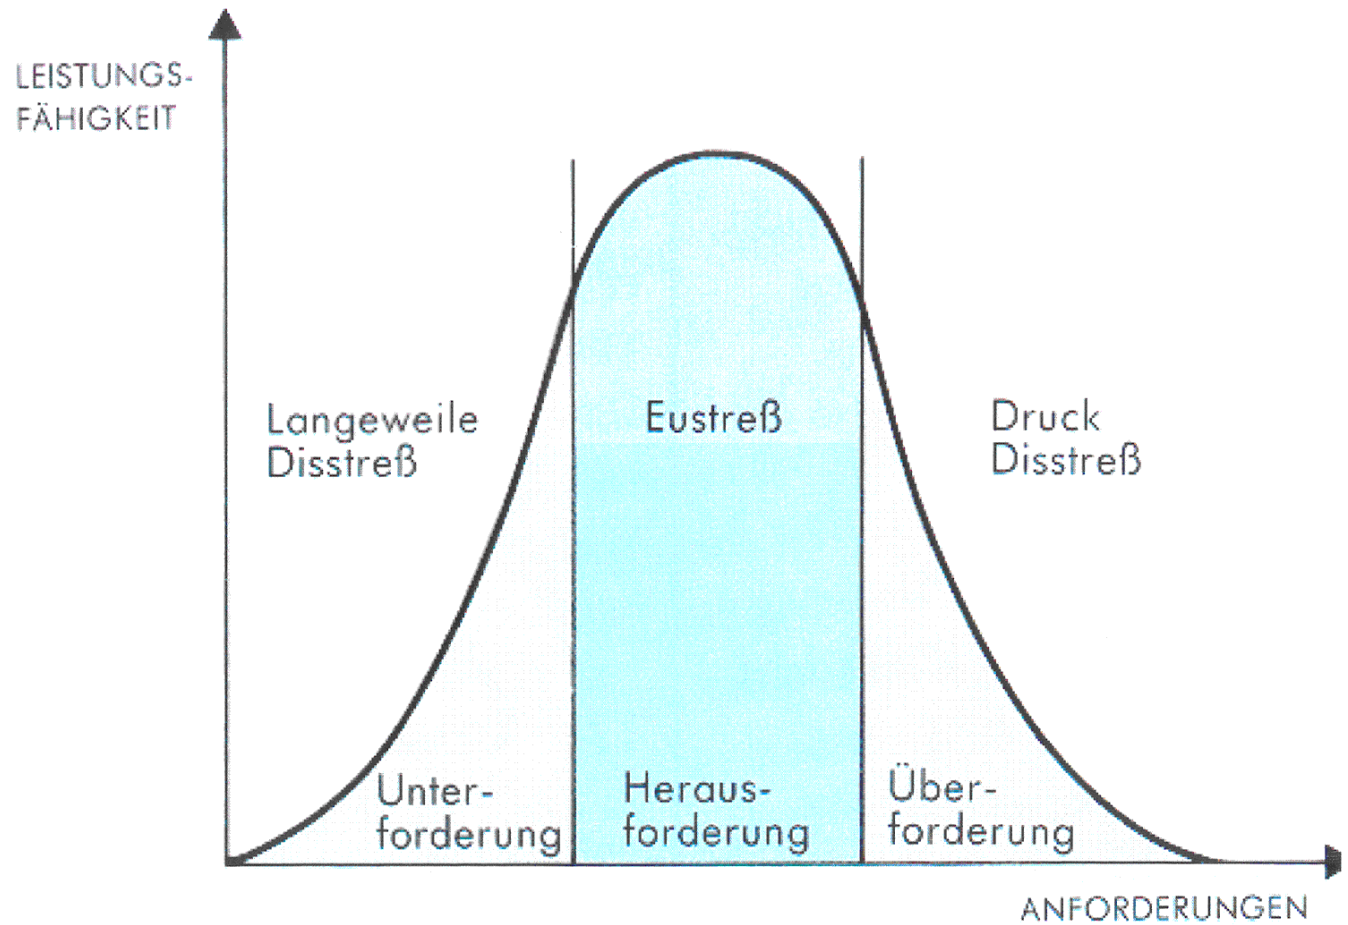 LEISTUNGS-
FÄHIGKEIT
Langeweile
Disstreß
Eustreß
Druck
Disstreß
Unter-
forderung
Heraus-
forderung
Über-
forderung
ANFORDERUNGEN